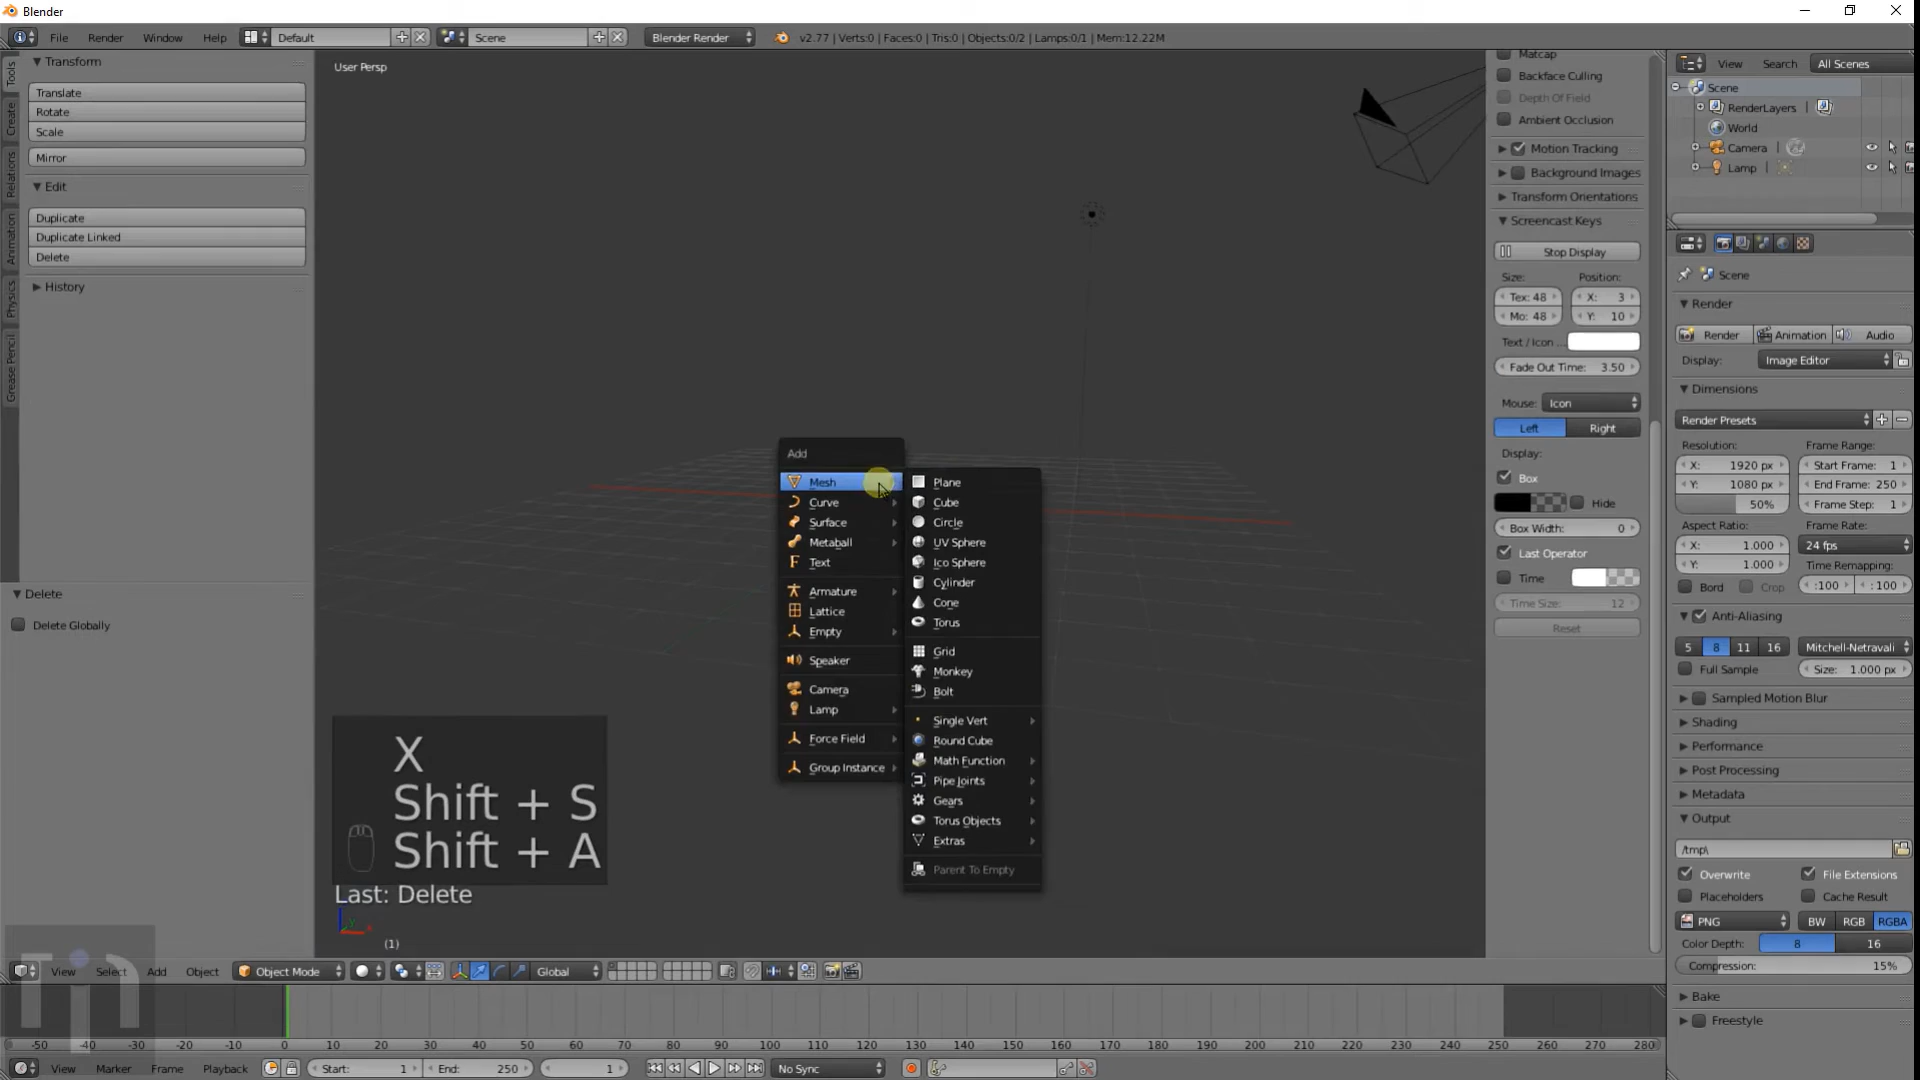 Blender
File Render Window Help Default Scene Blender Render v2.77 | Verts:0 | Faces:0 | Tris:0 | Objects:0/2 | Lamps:0/1 | Mem:12.22M
Tools
Create
Relations
Animation
Physics
Grease Pencil
Transform
Translate
Rotate
Scale
Mirror
Edit
Duplicate
Duplicate Linked
Delete
History
Delete
Delete Globally
User Persp
Add
Mesh
Curve
Surface
Metaball
Text
Armature
Lattice
Empty
Speaker
Camera
Lamp
Force Field
Group Instance
Plane
Cube
Circle
UV Sphere
Ico Sphere
Cylinder
Cone
Torus
Grid
Monkey
Bolt
Single Vert
Round Cube
Math Function
Pipe Joints
Gears
Torus Objects
Extras
Parent To Empty
X
Shift + S
Shift + A
Last: Delete
(1)
Matcap
Backface Culling
Depth Of Field
Ambient Occlusion
Motion Tracking
Background Images
Transform Orientations
Screencast Keys
Stop Display
Size: Position:
Tex: 48 X: 3
Mo: 48 Y: 10
Text / Icon ...
Fade Out Time: 3.50
Mouse: Icon
Left Right
Display:
Box
Hide
Box Width: 0
Last Operator
Time
Time Size: 12
Reset
View Search All Scenes
Scene
RenderLayers |
World
Camera |
Lamp |
Scene
Render
Render Animation Audio
Display: Image Editor
Dimensions
Render Presets
Resolution: Frame Range:
X: 1920 px Start Frame: 1
Y: 1080 px End Frame: 250
50% Frame Step: 1
Aspect Ratio: Frame Rate:
X: 1.000 24 fps
Y: 1.000 Time Remapping:
Bord Crop :100 :100
Anti-Aliasing
5 8 11 16 Mitchell-Netravali
Full Sample Size: 1.000 px
Sampled Motion Blur
Shading
Performance
Post Processing
Metadata
Output
/tmp\
Overwrite File Extensions
Placeholders Cache Result
PNG BW RGB RGBA
Color Depth: 8 16
Compression: 15%
Bake
Freestyle
View Select Add Object Object Mode Global
-50 -40 -30 -20 -10 0 10 20 30 40 50 60 70 80 90 100 110 120 130 140 150 160 170 180 190 200 210 220 230 240 250 260 270 280
View Marker Frame Playback Start: 1 End: 250 1 No Sync